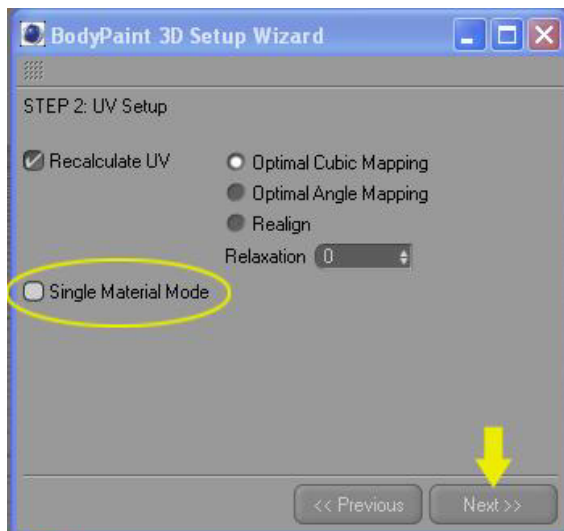 BodyPaint 3D Setup Wizard
STEP 2: UV Setup
Recalculate UV
Optimal Cubic Mapping
Optimal Angle Mapping
Realign
Relaxation 0
Single Material Mode
<< Previous Next >>